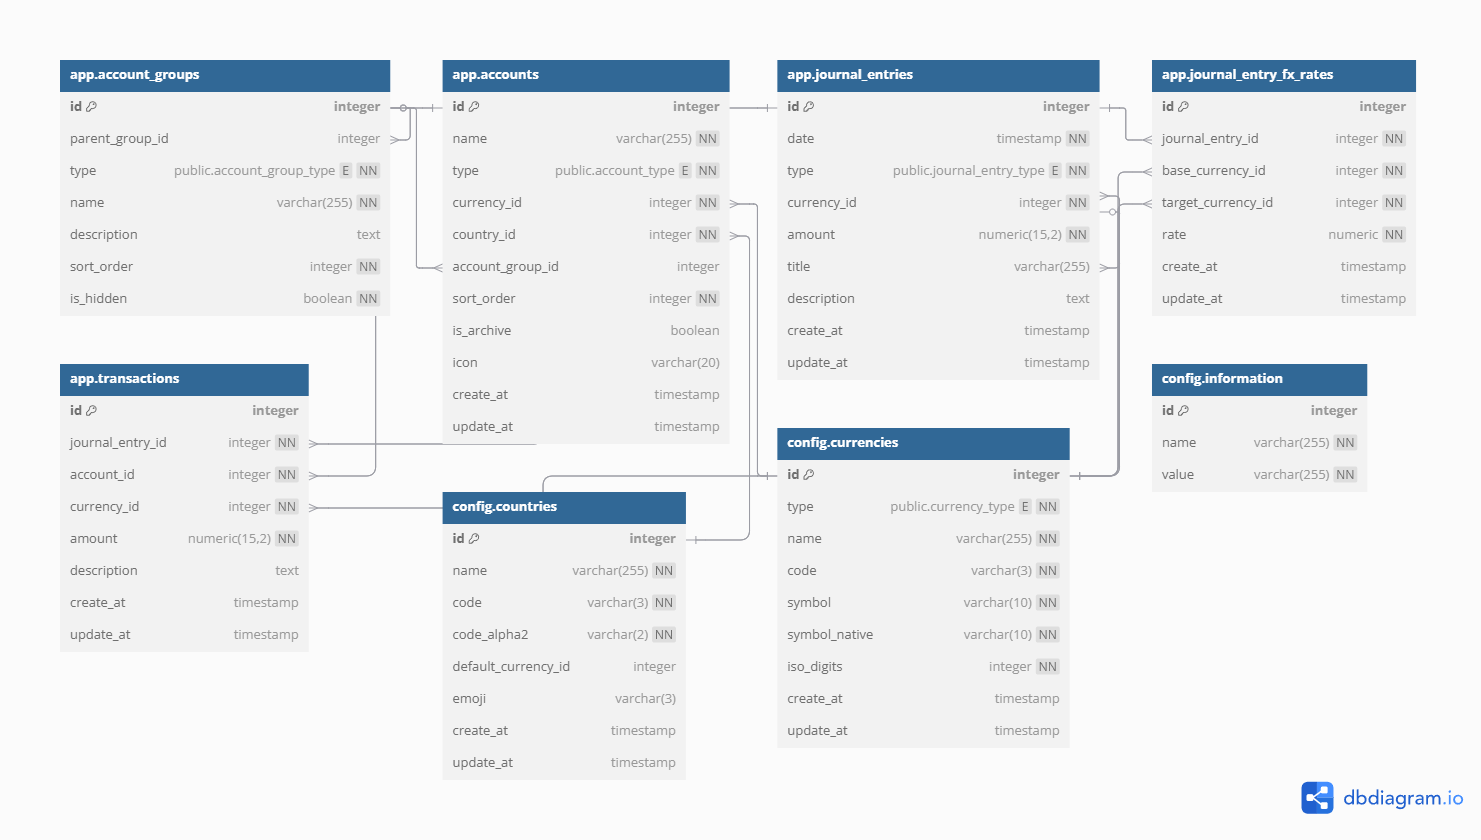 app.account_groups
id integer
parent_group_id integer
type public.account_group_type E NN
name varchar(255) NN
description text
sort_order integer NN
is_hidden boolean NN
app.accounts
id integer
name varchar(255) NN
type public.account_type E NN
currency_id integer NN
country_id integer NN
account_group_id integer
sort_order integer NN
is_archive boolean
icon varchar(20)
create_at timestamp
update_at timestamp
app.journal_entries
id integer
date timestamp NN
type public.journal_entry_type E NN
currency_id integer NN
amount numeric(15,2) NN
title varchar(255)
description text
create_at timestamp
update_at timestamp
app.journal_entry_fx_rates
id integer
journal_entry_id integer NN
base_currency_id integer NN
target_currency_id integer NN
rate numeric NN
create_at timestamp
update_at timestamp
app.transactions
id integer
journal_entry_id integer NN
account_id integer NN
currency_id integer NN
amount numeric(15,2) NN
description text
create_at timestamp
update_at timestamp
config.countries
id integer
name varchar(255) NN
code varchar(3) NN
code_alpha2 varchar(2) NN
default_currency_id integer
emoji varchar(3)
create_at timestamp
update_at timestamp
config.currencies
id integer
type public.currency_type E NN
name varchar(255) NN
code varchar(3) NN
symbol varchar(10) NN
symbol_native varchar(10) NN
iso_digits integer NN
create_at timestamp
update_at timestamp
config.information
id integer
name varchar(255) NN
value varchar(255) NN
dbdiagram.io